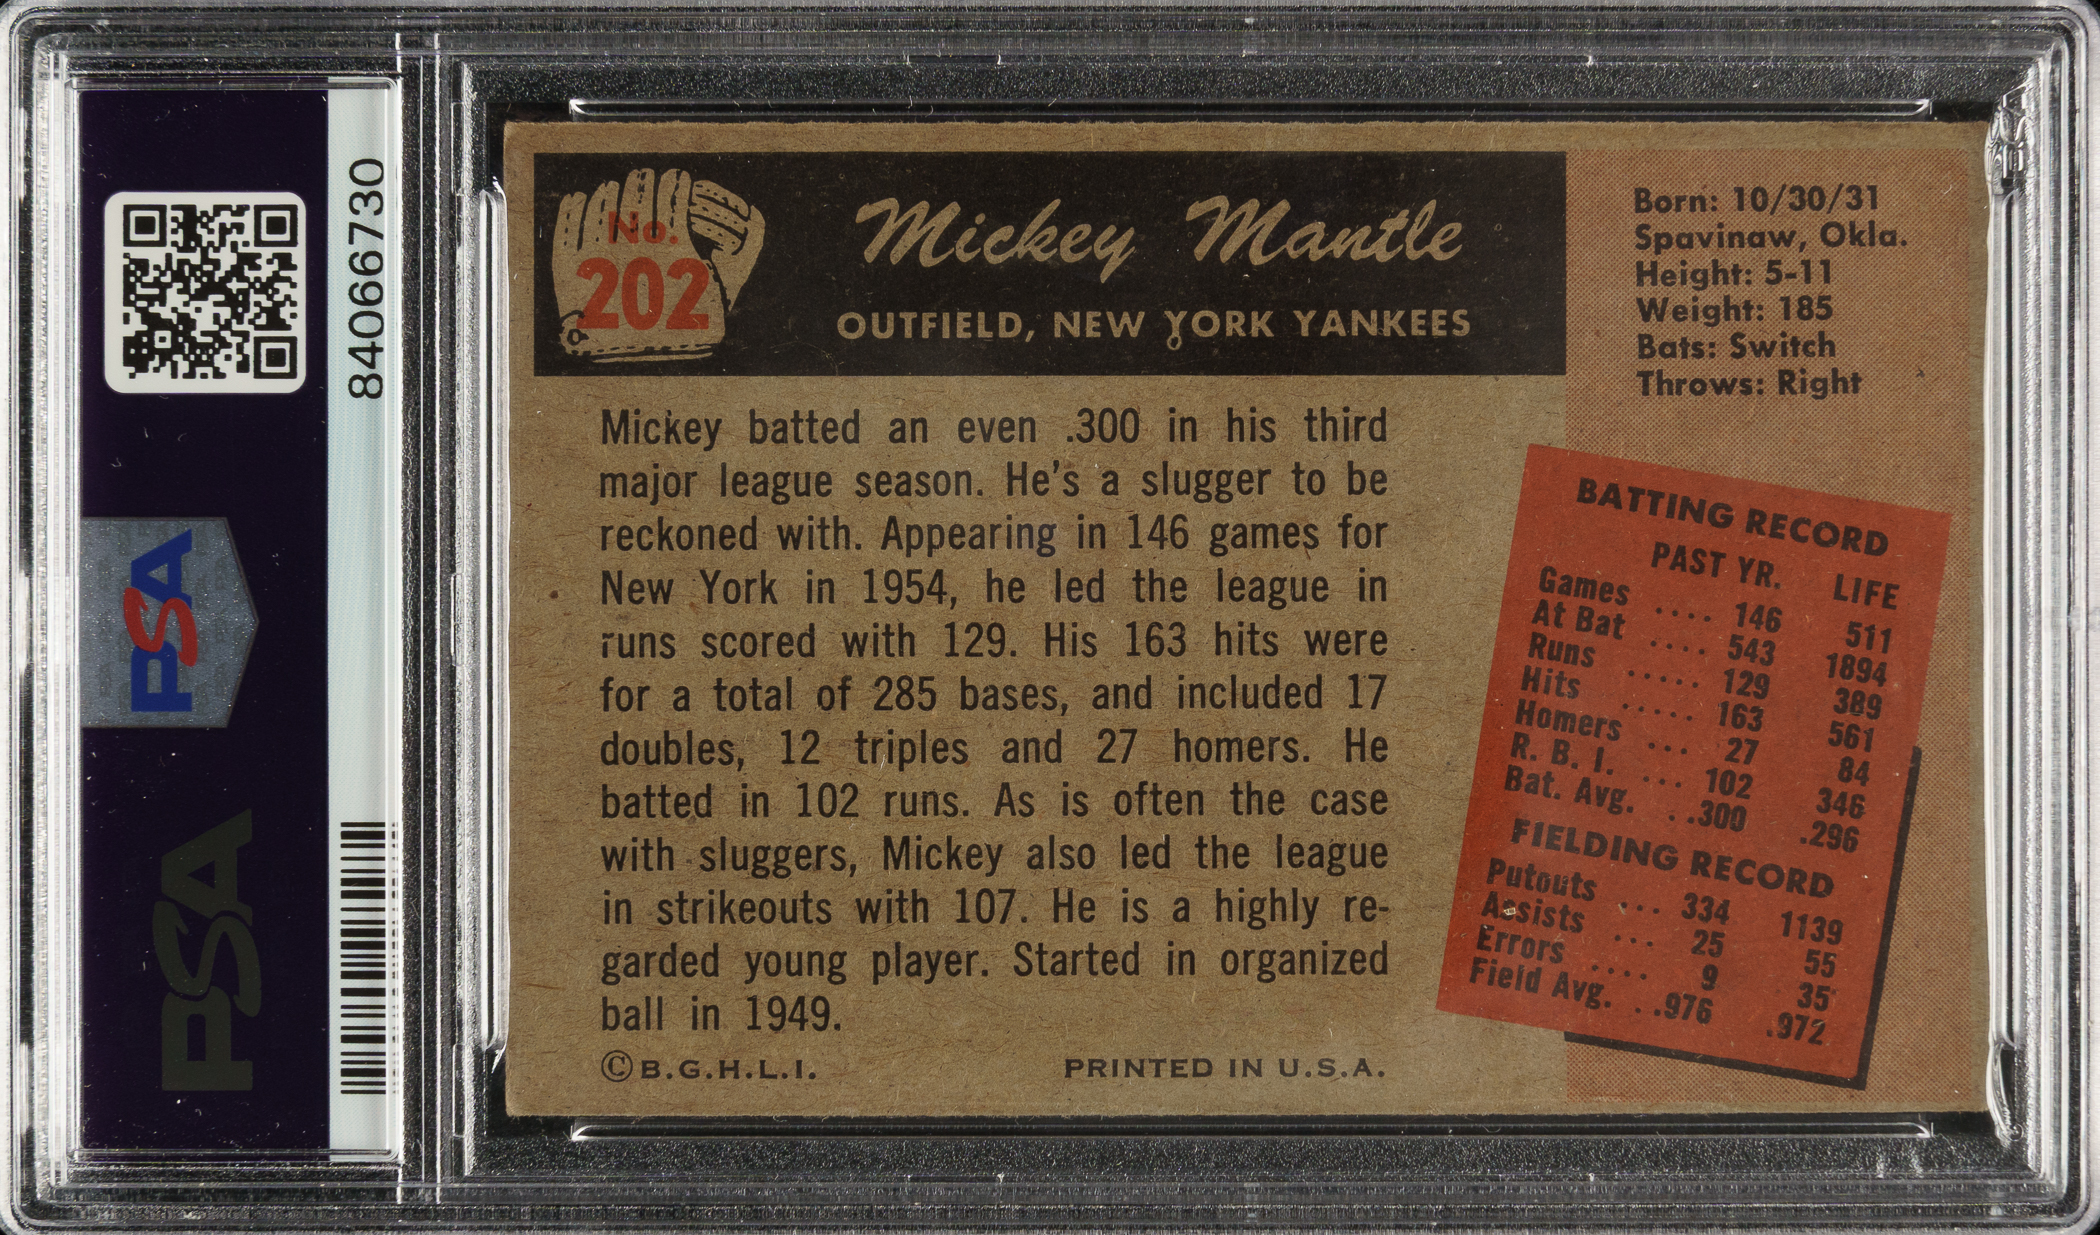 84066730
PSA
PSA
No.
202
Mickey Mantle
OUTFIELD, NEW YORK YANKEES
Born: 10/30/31
Spavinaw, Okla.
Height: 5-11
Weight: 185
Bats: Switch
Throws: Right
Mickey batted an even .300 in his third
major league season. He's a slugger to be
reckoned with. Appearing in 146 games for
New York in 1954, he led the league in
runs scored with 129. His 163 hits were
for a total of 285 bases, and included 17
doubles, 12 triples and 27 homers. He
batted in 102 runs. As is often the case
with sluggers, Mickey also led the league
in strikeouts with 107. He is a highly re-
garded young player. Started in organized
ball in 1949.
©B.G.H.L.I. PRINTED IN U.S.A.
BATTING RECORD
PAST YR. LIFE
Games .... 146 511
At Bat .... 543 1894
Runs ..... 129 389
Hits ..... 163 561
Homers ... 27 84
R. B. I. ... 102 346
Bat. Avg. ..300 .296
FIELDING RECORD
Putouts ... 334 1139
Assists ... 25 55
Errors .... 9 35
Field Avg. ..976 .972